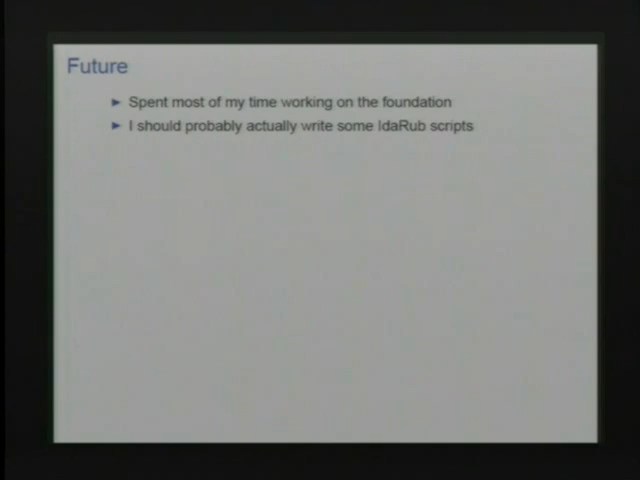 Future
Spent most of my time working on the foundation
I should probably actually write some IdaRub scripts